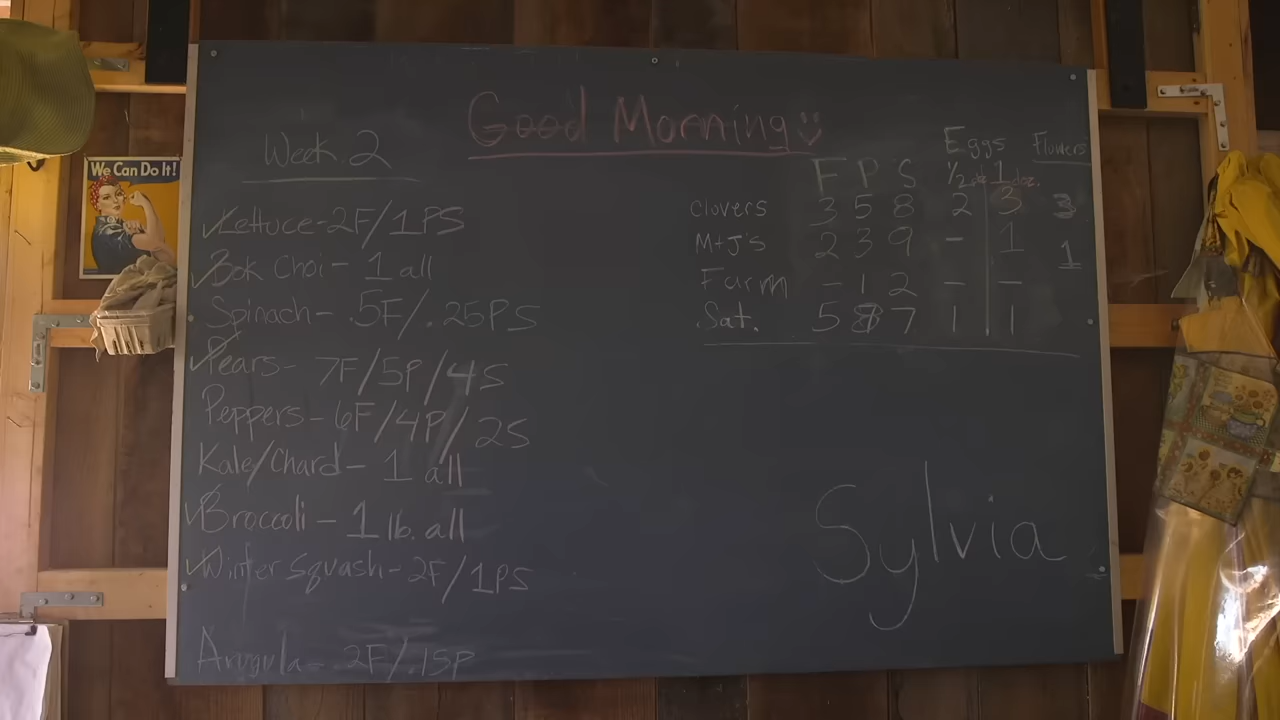 We Can Do It!
Good Morning
Week 2
Lettuce-2F/1PS
Bok Choi- 1 all
Spinach- .5F/.25PS
Pears- 7F/5P/4S
Peppers-6F/4P/2S
Kale/Chard- 1 all
Broccoli- 1 lb. all
Winter Squash-2F/1PS
Arugula- .2F/.15P
Eggs Flowers
F P S 1/2 doz. 1 doz.
Clovers 3 5 8 2 3 3
M+J's 2 3 9 - 1 1
Farm - 1 2 - -
Sat. 5 8 7 1 1
Sylvia